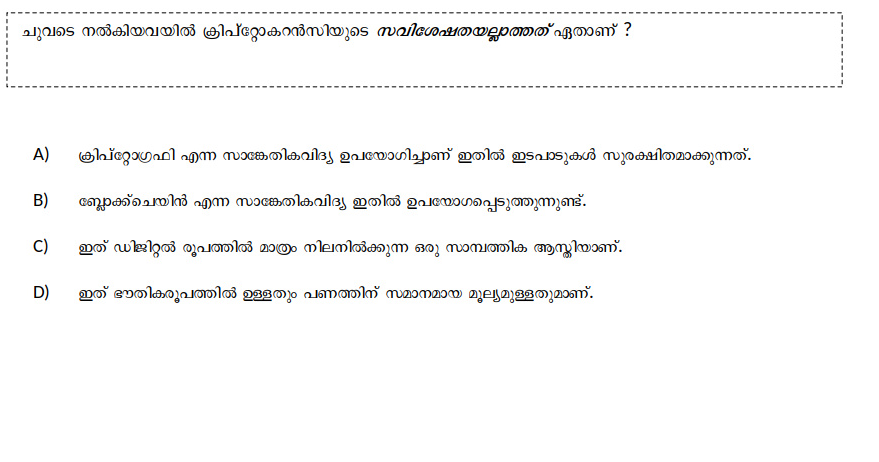 ചുവടെ നൽകിയവയിൽ ക്രിപ്റ്റോകറൻസിയുടെ സവിശേഷതയല്ലാത്തത് ഏതാണ് ?
A) ക്രിപ്റ്റോഗ്രഫി എന്ന സാങ്കേതികവിദ്യ ഉപയോഗിച്ചാണ് ഇതിൽ ഇടപാടുകൾ സുരക്ഷിതമാക്കുന്നത്.
B) ബ്ലോക്ക്ചെയിൻ എന്ന സാങ്കേതികവിദ്യ ഇതിൽ ഉപയോഗപ്പെടുത്തുന്നുണ്ട്.
C) ഇത് ഡിജിറ്റൽ രൂപത്തിൽ മാത്രം നിലനിൽക്കുന്ന ഒരു സാമ്പത്തിക ആസ്തിയാണ്.
D) ഇത് ഭൗതികരൂപത്തിൽ ഉള്ളതും പണത്തിന് സമാനമായ മൂല്യമുള്ളതുമാണ്.